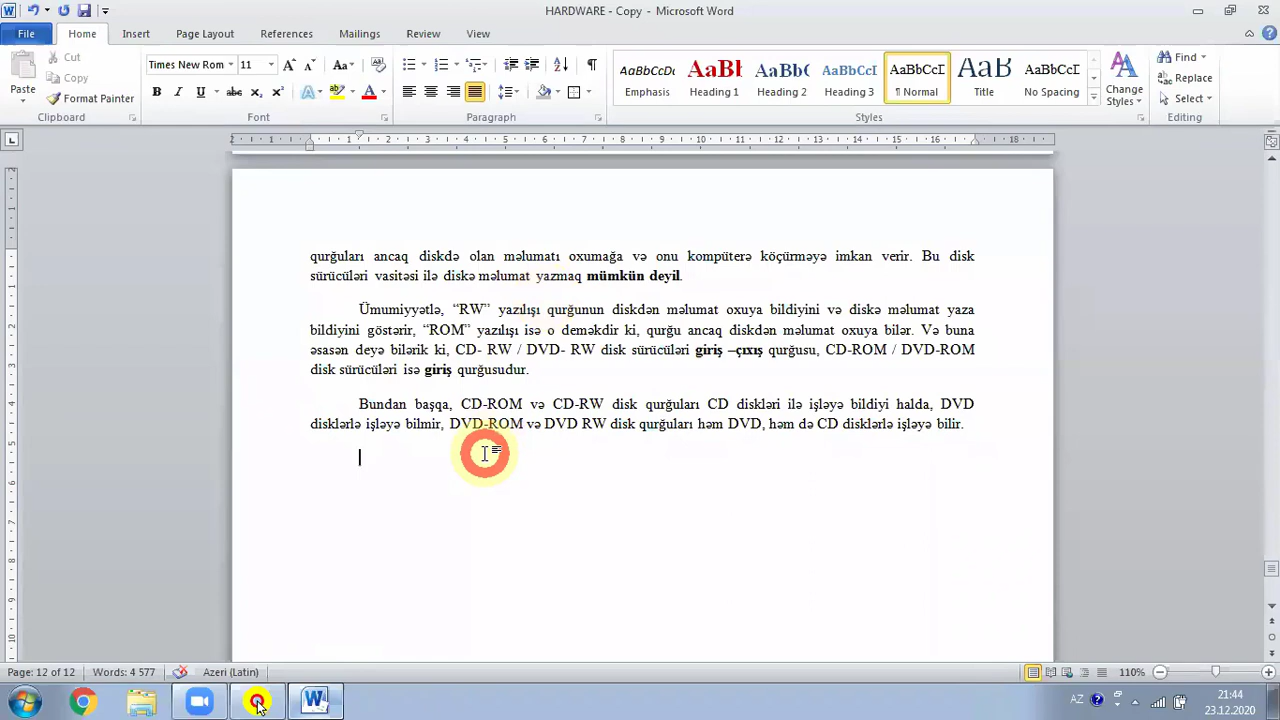 HARDWARE - Copy - Microsoft Word
File Home Insert Page Layout References Mailings Review View
Paste Cut Copy Format Painter
Times New Rom 11
AaBbCcDc AaBb AaBbC AaBbCcI AaBbCcI AaB AaBbCcI
Emphasis Heading 1 Heading 2 Heading 3 ¶ Normal Title No Spacing
Change Styles
Find
Replace
Select
Clipboard Font Paragraph Styles Editing
qurğuları ancaq diskdə olan məlumatı oxumağa və onu kompüterə köçürməyə imkan verir. Bu disk
sürücüləri vasitəsi ilə diskə məlumat yazmaq mümkün deyil.
Ümumiyyətlə, “RW” yazılışı qurğunun diskdən məlumat oxuya bildiyini və diskə məlumat yaza
bildiyini göstərir, “ROM” yazılışı isə o deməkdir ki, qurğu ancaq diskdən məlumat oxuya bilər. Və buna
əsasən deyə bilərik ki, CD- RW / DVD- RW disk sürücüləri giriş –çıxış qurğusu, CD-ROM / DVD-ROM
disk sürücüləri isə giriş qurğusudur.
Bundan başqa, CD-ROM və CD-RW disk qurğuları CD diskləri ilə işləyə bildiyi halda, DVD
disklərlə işləyə bilmir, DVD-ROM və DVD RW disk qurğuları həm DVD, həm də CD disklərlə işləyə bilir.
Page: 12 of 12 Words: 4 577 Azeri (Latin) 110%
AZ 21:44
23.12.2020